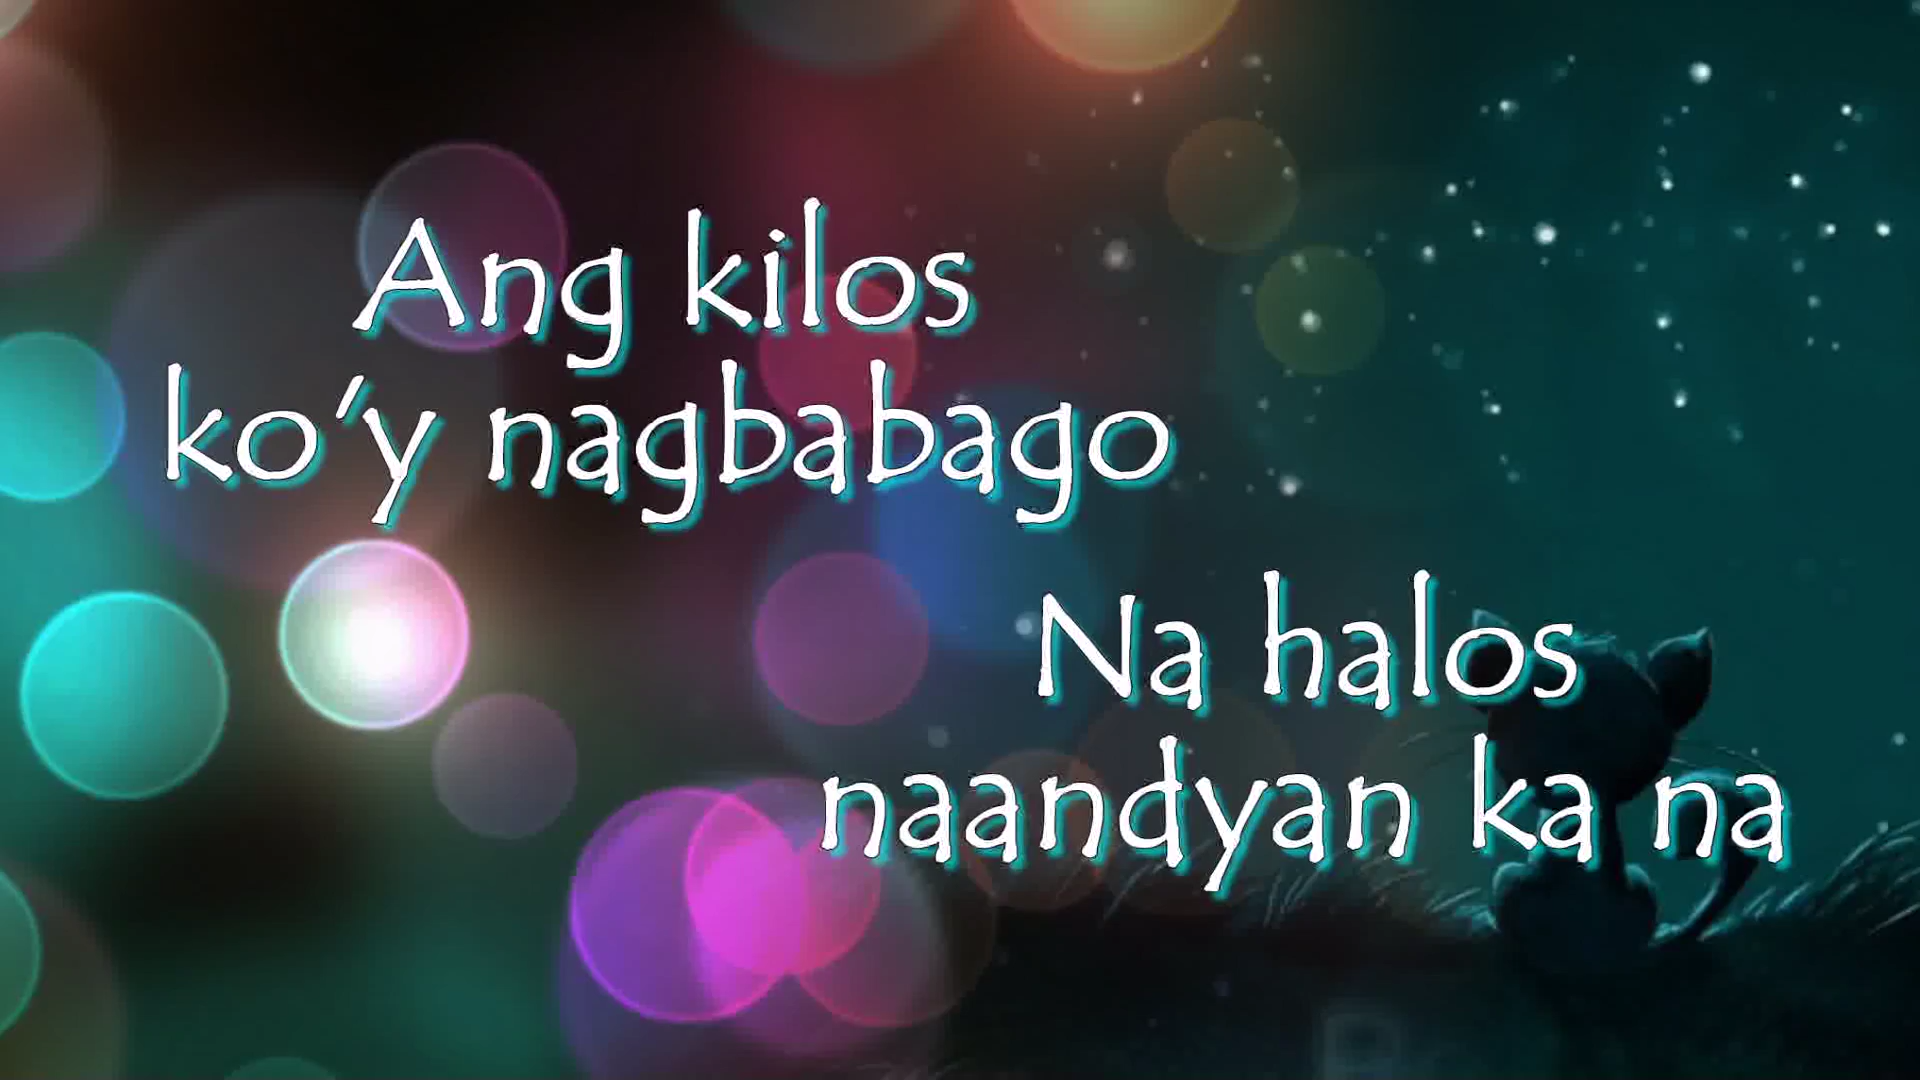 Ang kilos
ko'y nagbabago
Na halos
naandyan ka na